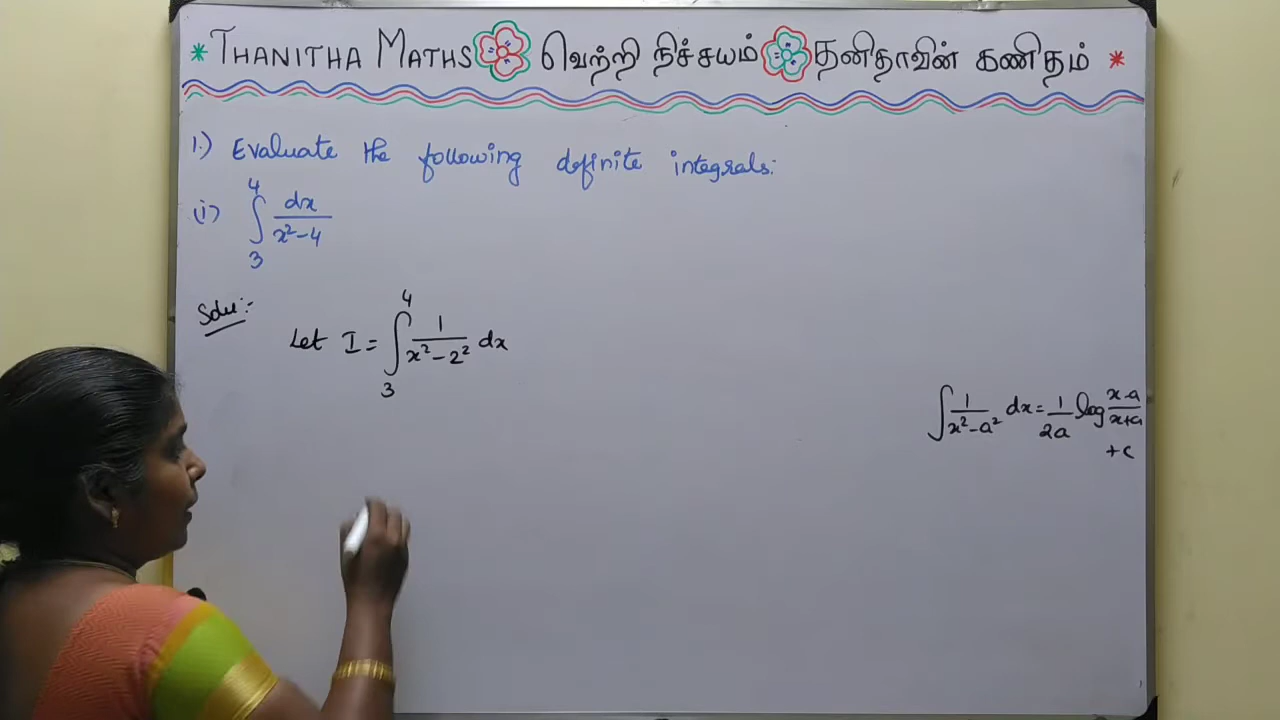 * THANITHA MATHS வெற்றி நிச்சயம் தனிதாவின் கணிதம் *
1.) Evaluate the following definite integrals:
(i) ∫₃⁴ dx/(x²-4)
Solu:-
Let I = ∫₃⁴ 1/(x²-2²) dx
∫ 1/(x²-a²) dx = 1/2a log (x-a)/(x+a)
+c